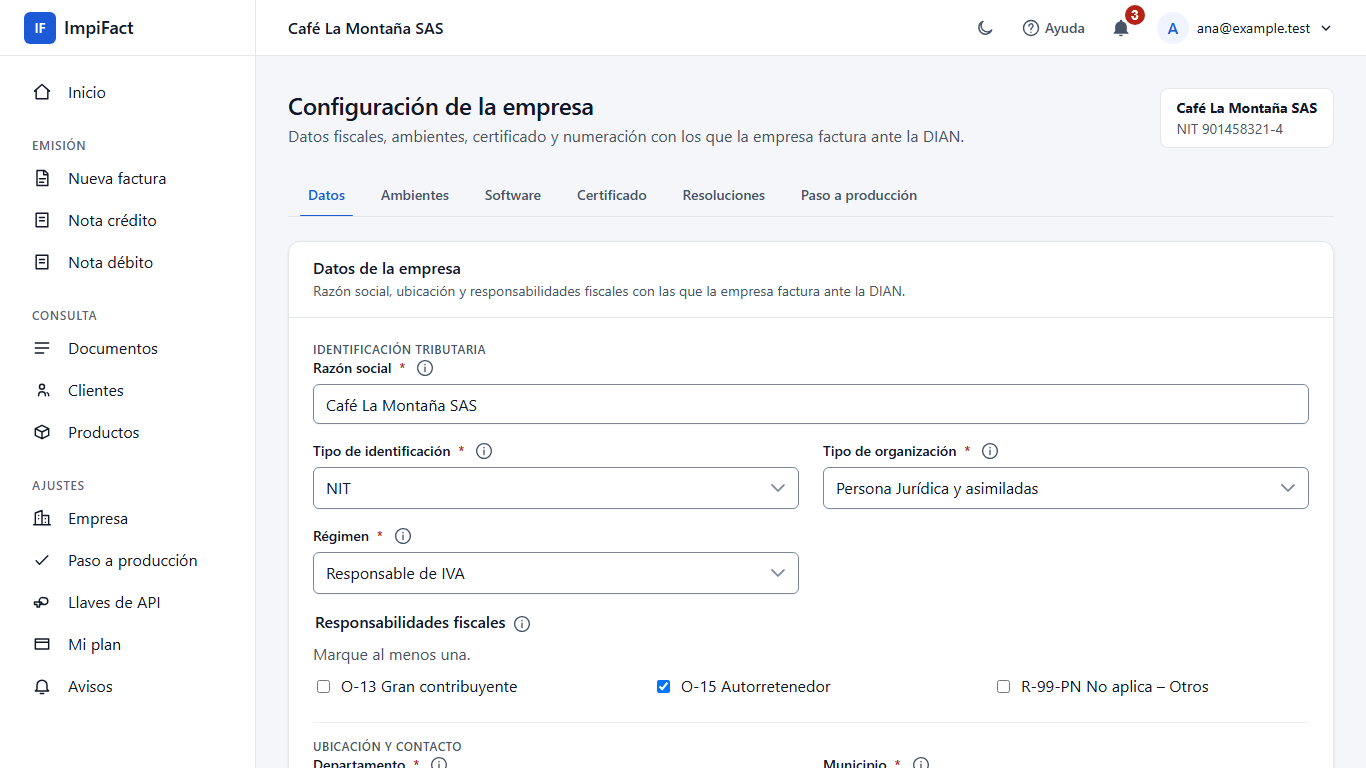 IF ImpiFact
Café La Montaña SAS
Ayuda
3
A
ana@example.test
Inicio
EMISIÓN
Nueva factura
Nota crédito
Nota débito
CONSULTA
Documentos
Clientes
Productos
AJUSTES
Empresa
Paso a producción
Llaves de API
Mi plan
Avisos
Configuración de la empresa
Datos fiscales, ambientes, certificado y numeración con los que la empresa factura ante la DIAN.
Café La Montaña SAS
NIT 901458321-4
Datos Ambientes Software Certificado Resoluciones Paso a producción
Datos de la empresa
Razón social, ubicación y responsabilidades fiscales con las que la empresa factura ante la DIAN.
IDENTIFICACIÓN TRIBUTARIA
Razón social *
Café La Montaña SAS
Tipo de identificación * Tipo de organización *
NIT Persona Jurídica y asimiladas
Régimen *
Responsable de IVA
Responsabilidades fiscales
Marque al menos una.
O-13 Gran contribuyente O-15 Autorretenedor R-99-PN No aplica – Otros
UBICACIÓN Y CONTACTO
Departamento * Municipio *